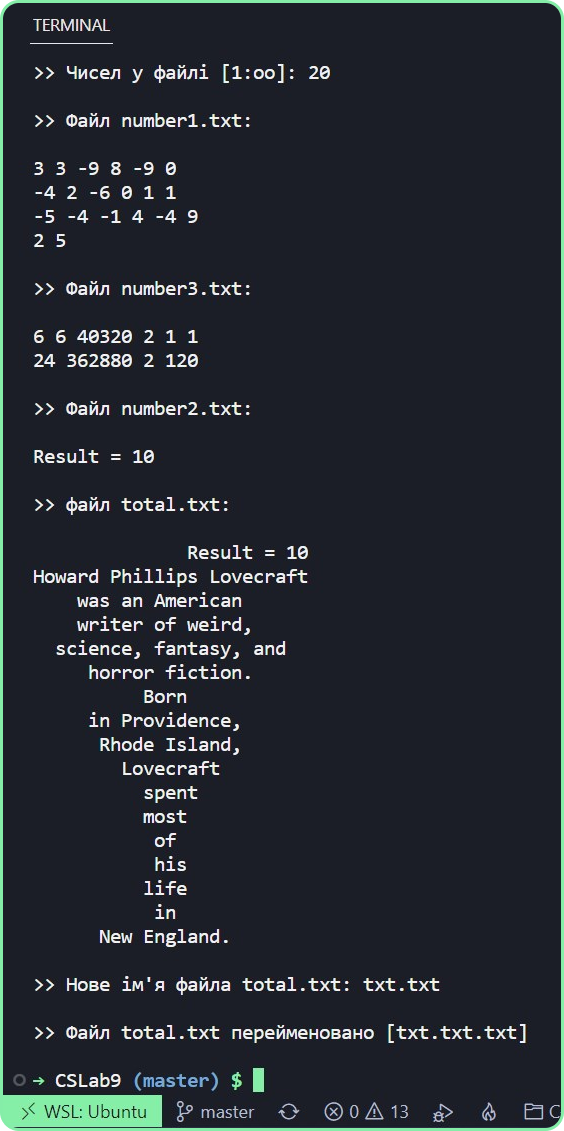 TERMINAL
>> Чисел у файлі [1:oo]: 20
>> Файл number1.txt:
3 3 -9 8 -9 0
-4 2 -6 0 1 1
-5 -4 -1 4 -4 9
2 5
>> Файл number3.txt:
6 6 40320 2 1 1
24 362880 2 120
>> Файл number2.txt:
Result = 10
>> файл total.txt:
Result = 10
Howard Phillips Lovecraft
was an American
writer of weird,
science, fantasy, and
horror fiction.
Born
in Providence,
Rhode Island,
Lovecraft
spent
most
of
his
life
in
New England.
>> Нове ім'я файла total.txt: txt.txt
>> Файл total.txt перейменовано [txt.txt.txt]
→ CSLab9 (master) $
WSL: Ubuntu master 0 13 C